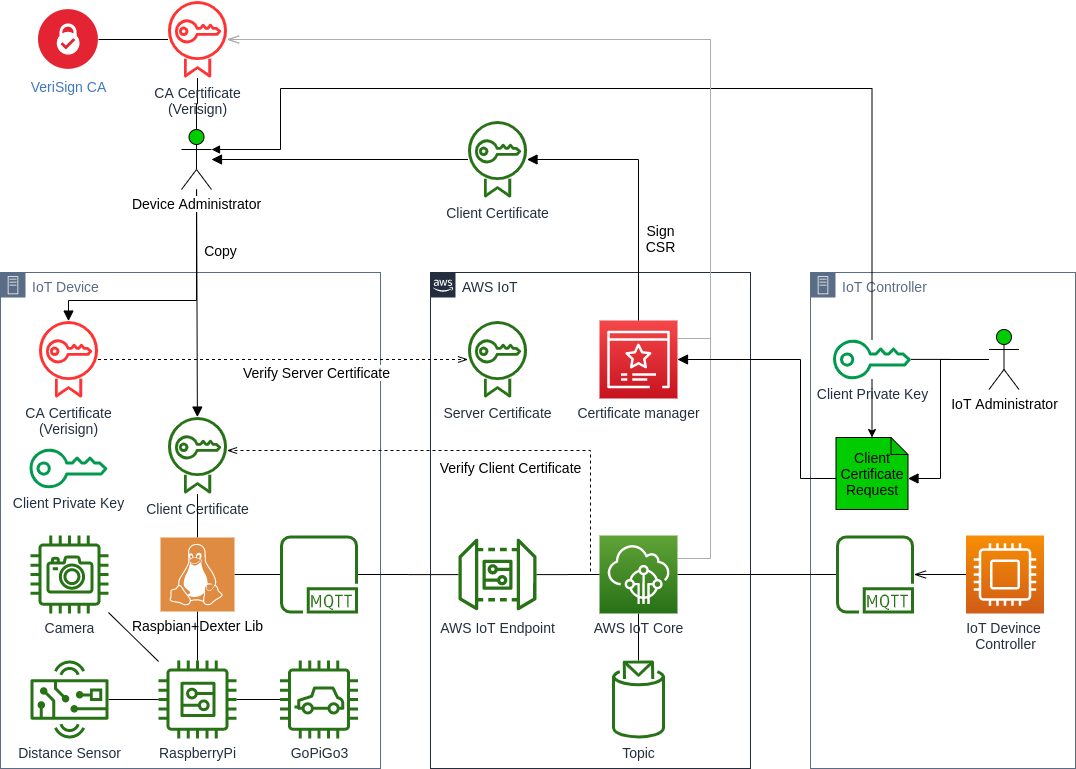 VeriSign CA
CA Certificate
(Verisign)
Device Administrator
Client Certificate
Copy
Sign
CSR
IoT Device
aws
AWS IoT
IoT Controller
CA Certificate
(Verisign)
Verify Server Certificate
Server Certificate
Certificate manager
Client Private Key
IoT Administrator
Client Private Key
Client Certificate
Verify Client Certificate
Client
Certificate
Request
MQTT
MQTT
Camera
Raspbian+Dexter Lib
AWS IoT Endpoint
AWS IoT Core
IoT Devince
Controller
Distance Sensor
RaspberryPi
GoPiGo3
Topic